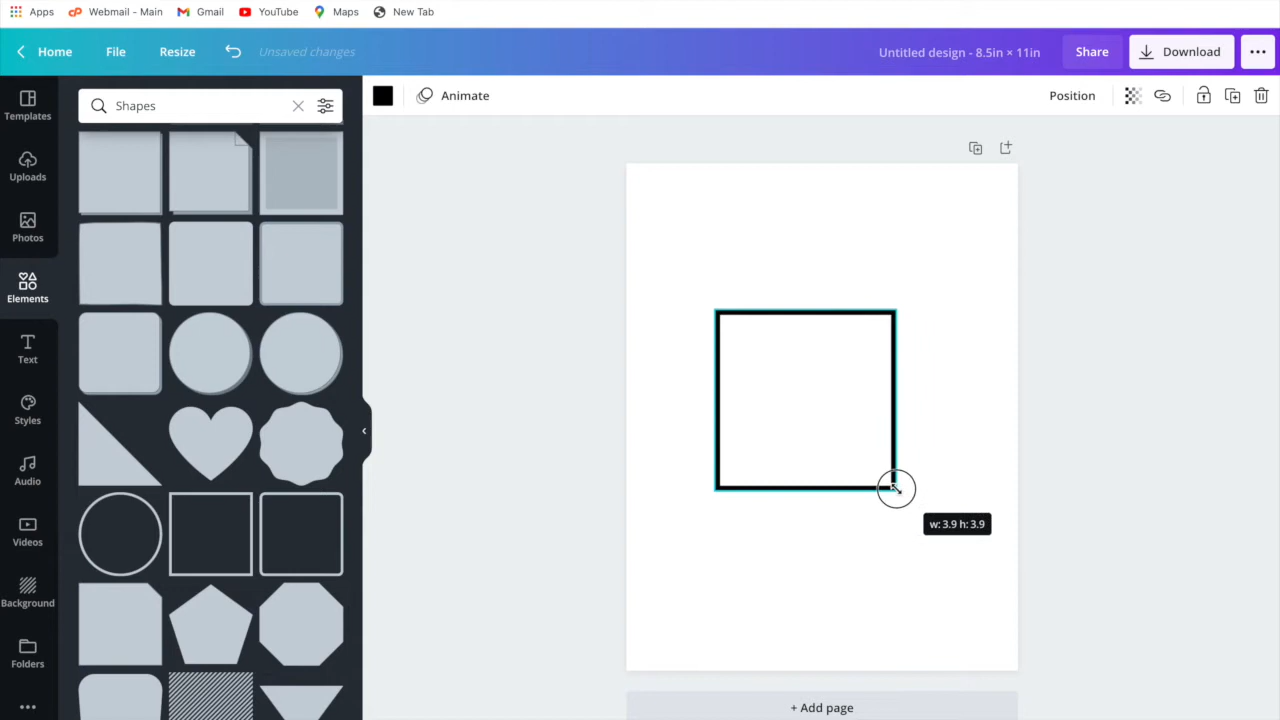 Apps Webmail - Main Gmail YouTube Maps New Tab
Home File Resize Unsaved changes Untitled design - 8.5in × 11in Share Download
Templates
Uploads
Photos
Elements
Text
Styles
Audio
Videos
Background
Folders
Shapes
Animate Position
w: 3.9 h: 3.9
+ Add page